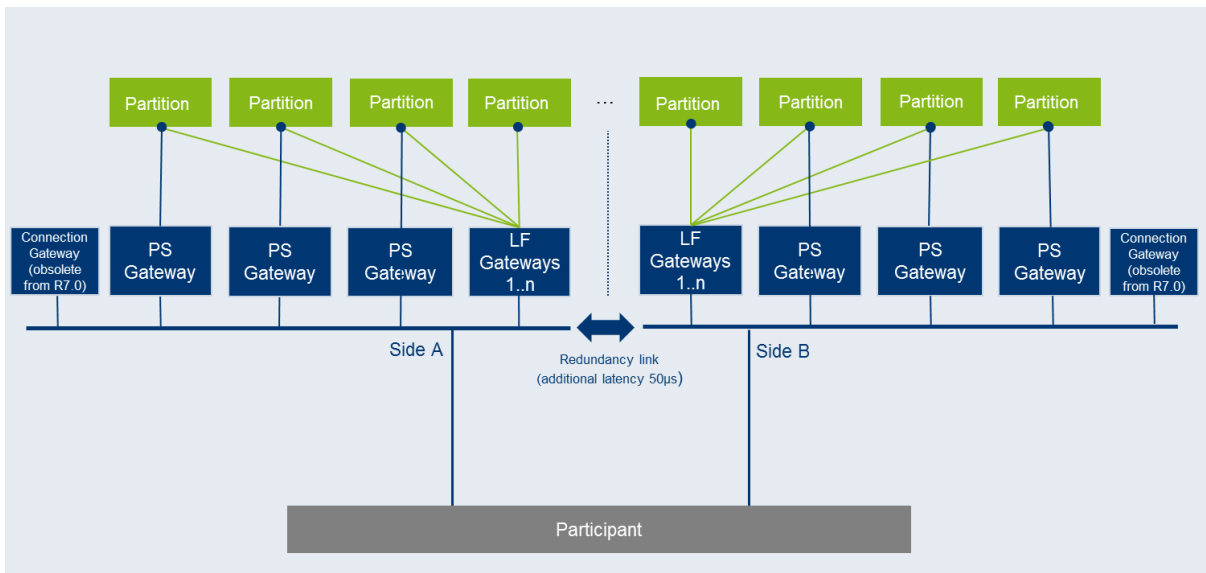 Partition
Partition
Partition
Partition
...
Partition
Partition
Partition
Partition
Connection
Gateway
(obsolete
from R7.0)
PS
Gateway
PS
Gateway
PS
Gateway
LF
Gateways
1..n
LF
Gateways
1..n
PS
Gateway
PS
Gateway
PS
Gateway
Connection
Gateway
(obsolete
from R7.0)
Side A
Redundancy link
(additional latency 50µs)
Side B
Participant